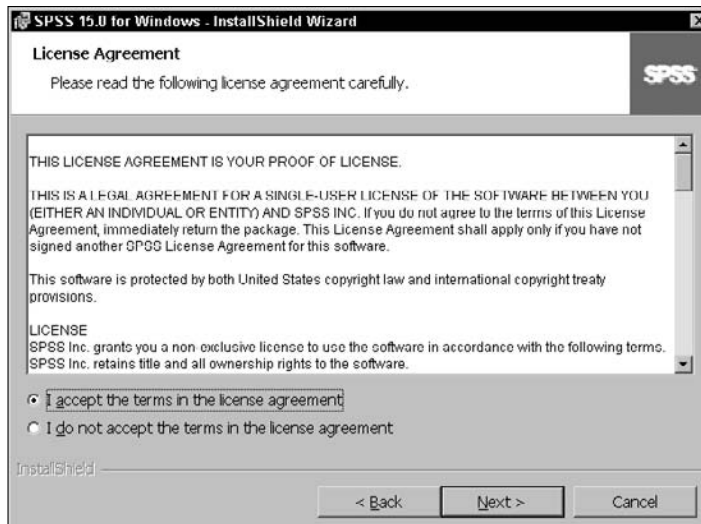 SPSS 15.0 for Windows - InstallShield Wizard
License Agreement
Please read the following license agreement carefully.
SPSS
THIS LICENSE AGREEMENT IS YOUR PROOF OF LICENSE.
THIS IS A LEGAL AGREEMENT FOR A SINGLE-USER LICENSE OF THE SOFTWARE BETWEEN YOU
(EITHER AN INDIVIDUAL OR ENTITY) AND SPSS INC. If you do not agree to the terms of this License
Agreement, immediately return the package. This License Agreement shall apply only if you have not
signed another SPSS License Agreement for this software.
This software is protected by both United States copyright law and international copyright treaty
provisions.
LICENSE
SPSS Inc. grants you a non-exclusive license to use the software in accordance with the following terms.
SPSS Inc. retains title and all ownership rights to the software.
I accept the terms in the license agreement
I do not accept the terms in the license agreement
InstallShield
< Back
Next >
Cancel